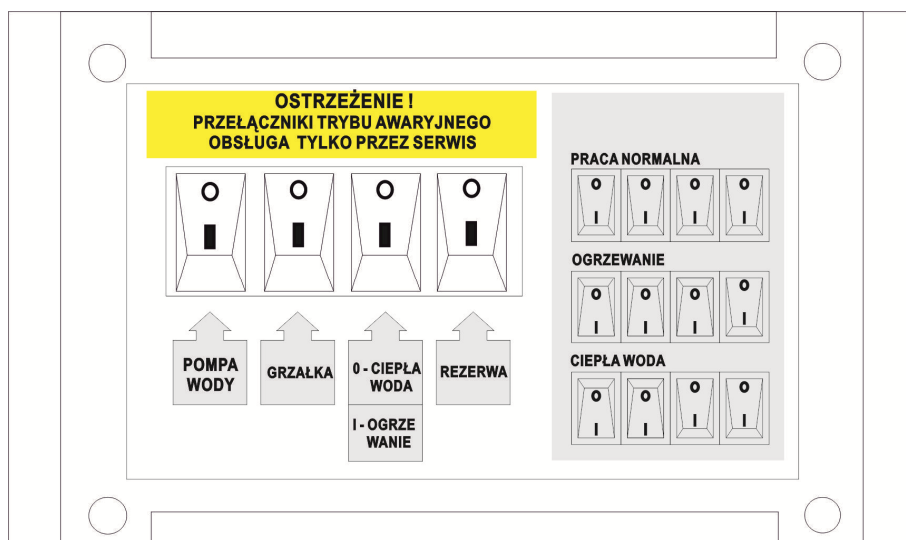 OSTRZEŻENIE !
PRZEŁĄCZNIKI TRYBU AWARYJNEGO
OBSŁUGA TYLKO PRZEZ SERWIS
O O O O
I I I I
POMPA
WODY
GRZAŁKA
0 - CIEPŁA
WODA
I - OGRZE
WANIE
REZERWA
PRACA NORMALNA
O O O O
I I I I
OGRZEWANIE
O O O O
I I I I
CIEPŁA WODA
O O O O
I I I I